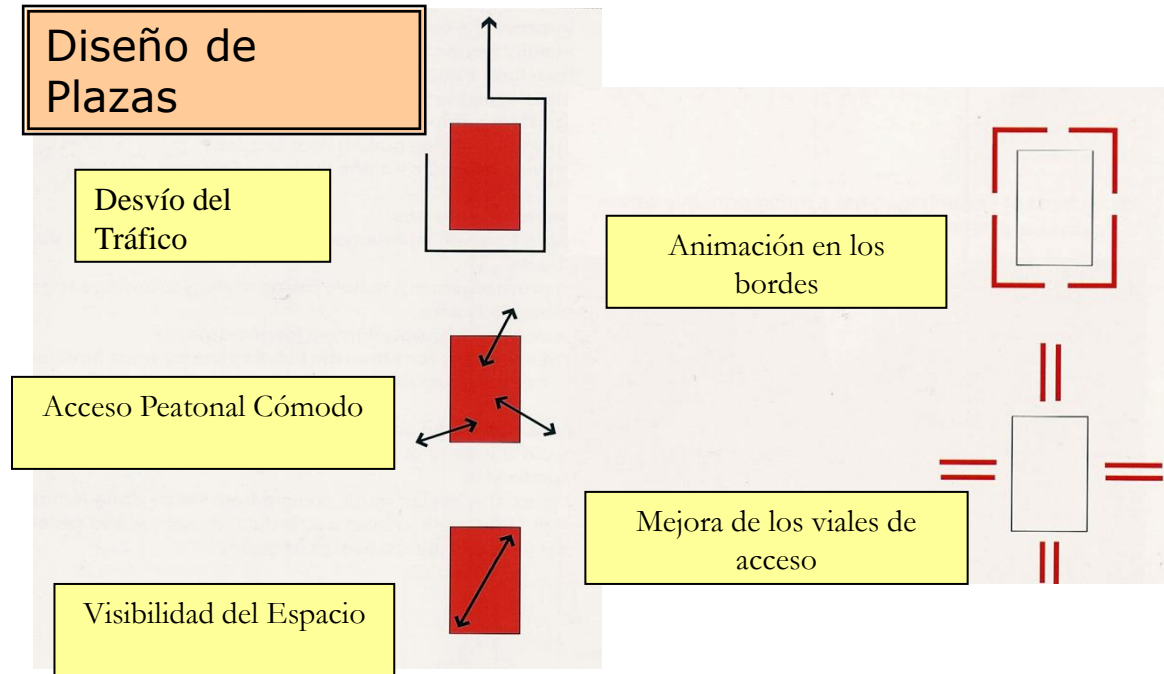 Diseño de
Plazas
Desvío del
Tráfico
Acceso Peatonal Cómodo
Visibilidad del Espacio
Animación en los
bordes
Mejora de los viales de
acceso